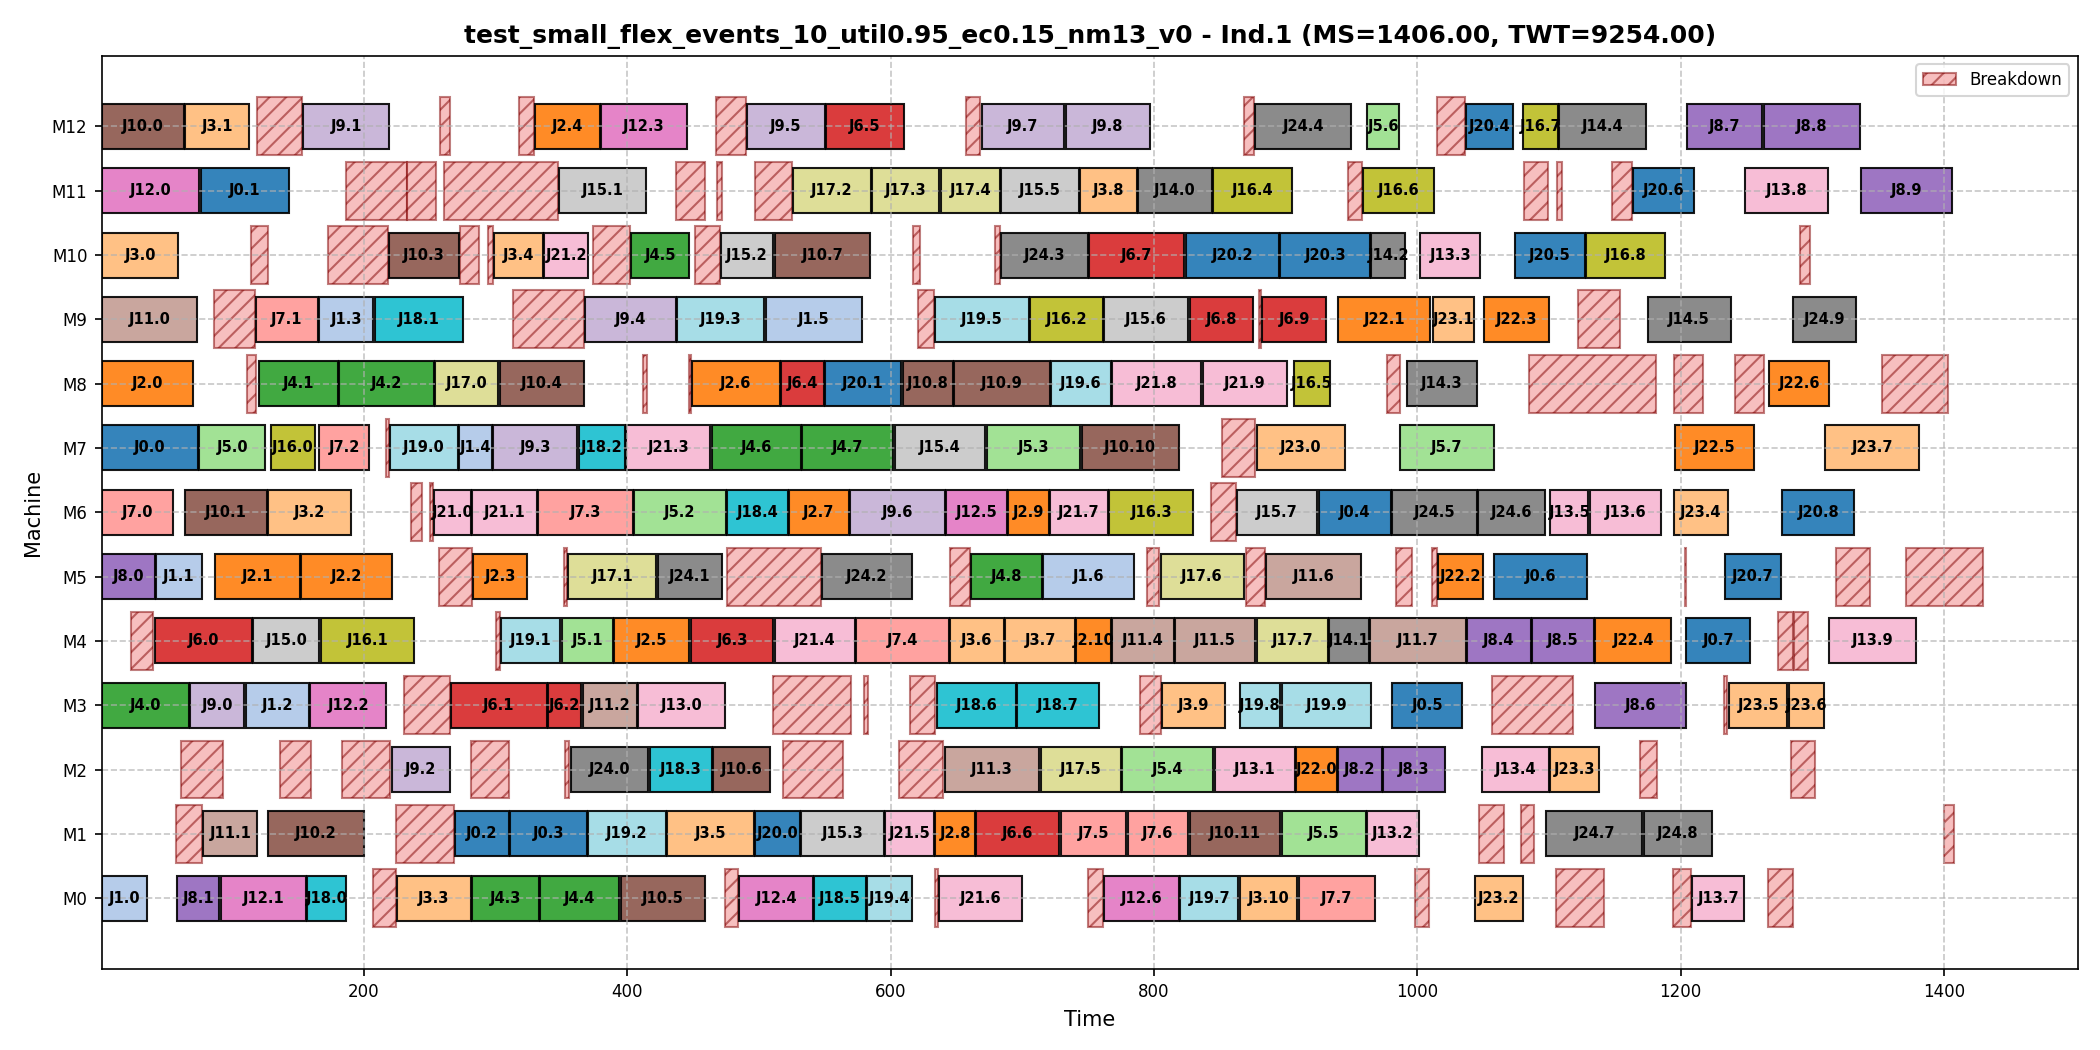 test_small_flex_events_10_util0.95_ec0.15_nm13_v0 - Ind.1 (MS=1406.00, TWT=9254.00)
Breakdown
M12 J10.0 J3.1 J9.1 J2.4 J12.3 J9.5 J6.5 J9.7 J9.8 J24.4 J5.6 J20.4 J16.7 J14.4 J8.7 J8.8
M11 J12.0 J0.1 J15.1 J17.2 J17.3 J17.4 J15.5 J3.8 J14.0 J16.4 J16.6 J20.6 J13.8 J8.9
M10 J3.0 J10.3 J3.4 J21.2 J4.5 J15.2 J10.7 J24.3 J6.7 J20.2 J20.3 J14.2 J13.3 J20.5 J16.8
M9 J11.0 J7.1 J1.3 J18.1 J9.4 J19.3 J1.5 J19.5 J16.2 J15.6 J6.8 J6.9 J22.1 J23.1 J22.3 J14.5 J24.9
M8 J2.0 J4.1 J4.2 J17.0 J10.4 J2.6 J6.4 J20.1 J10.8 J10.9 J19.6 J21.8 J21.9 J16.5 J14.3 J22.6
M7 J0.0 J5.0 J16.0 J7.2 J19.0 J1.4 J9.3 J18.2 J21.3 J4.6 J4.7 J15.4 J5.3 J10.10 J23.0 J5.7 J22.5 J23.7
M6 J7.0 J10.1 J3.2 J21.0 J21.1 J7.3 J5.2 J18.4 J2.7 J9.6 J12.5 J2.9 J21.7 J16.3 J15.7 J0.4 J24.5 J24.6 J13.5 J13.6 J23.4 J20.8
M5 J8.0 J1.1 J2.1 J2.2 J2.3 J17.1 J24.1 J24.2 J4.8 J1.6 J17.6 J11.6 J22.2 J0.6 J20.7
M4 J6.0 J15.0 J16.1 J19.1 J5.1 J2.5 J6.3 J21.4 J7.4 J3.6 J3.7 J2.10 J11.4 J11.5 J17.7 J14.1 J11.7 J8.4 J8.5 J22.4 J0.7 J13.9
M3 J4.0 J9.0 J1.2 J12.2 J6.1 J6.2 J11.2 J13.0 J18.6 J18.7 J3.9 J19.8 J19.9 J0.5 J8.6 J23.5 J23.6
M2 J9.2 J24.0 J18.3 J10.6 J11.3 J17.5 J5.4 J13.1 J22.0 J8.2 J8.3 J13.4 J23.3
M1 J11.1 J10.2 J0.2 J0.3 J19.2 J3.5 J20.0 J15.3 J21.5 J2.8 J6.6 J7.5 J7.6 J10.11 J5.5 J13.2 J24.7 J24.8
M0 J1.0 J8.1 J12.1 J18.0 J3.3 J4.3 J4.4 J10.5 J12.4 J18.5 J19.4 J21.6 J12.6 J19.7 J3.10 J7.7 J23.2 J13.7
Machine
200 400 600 800 1000 1200 1400
Time